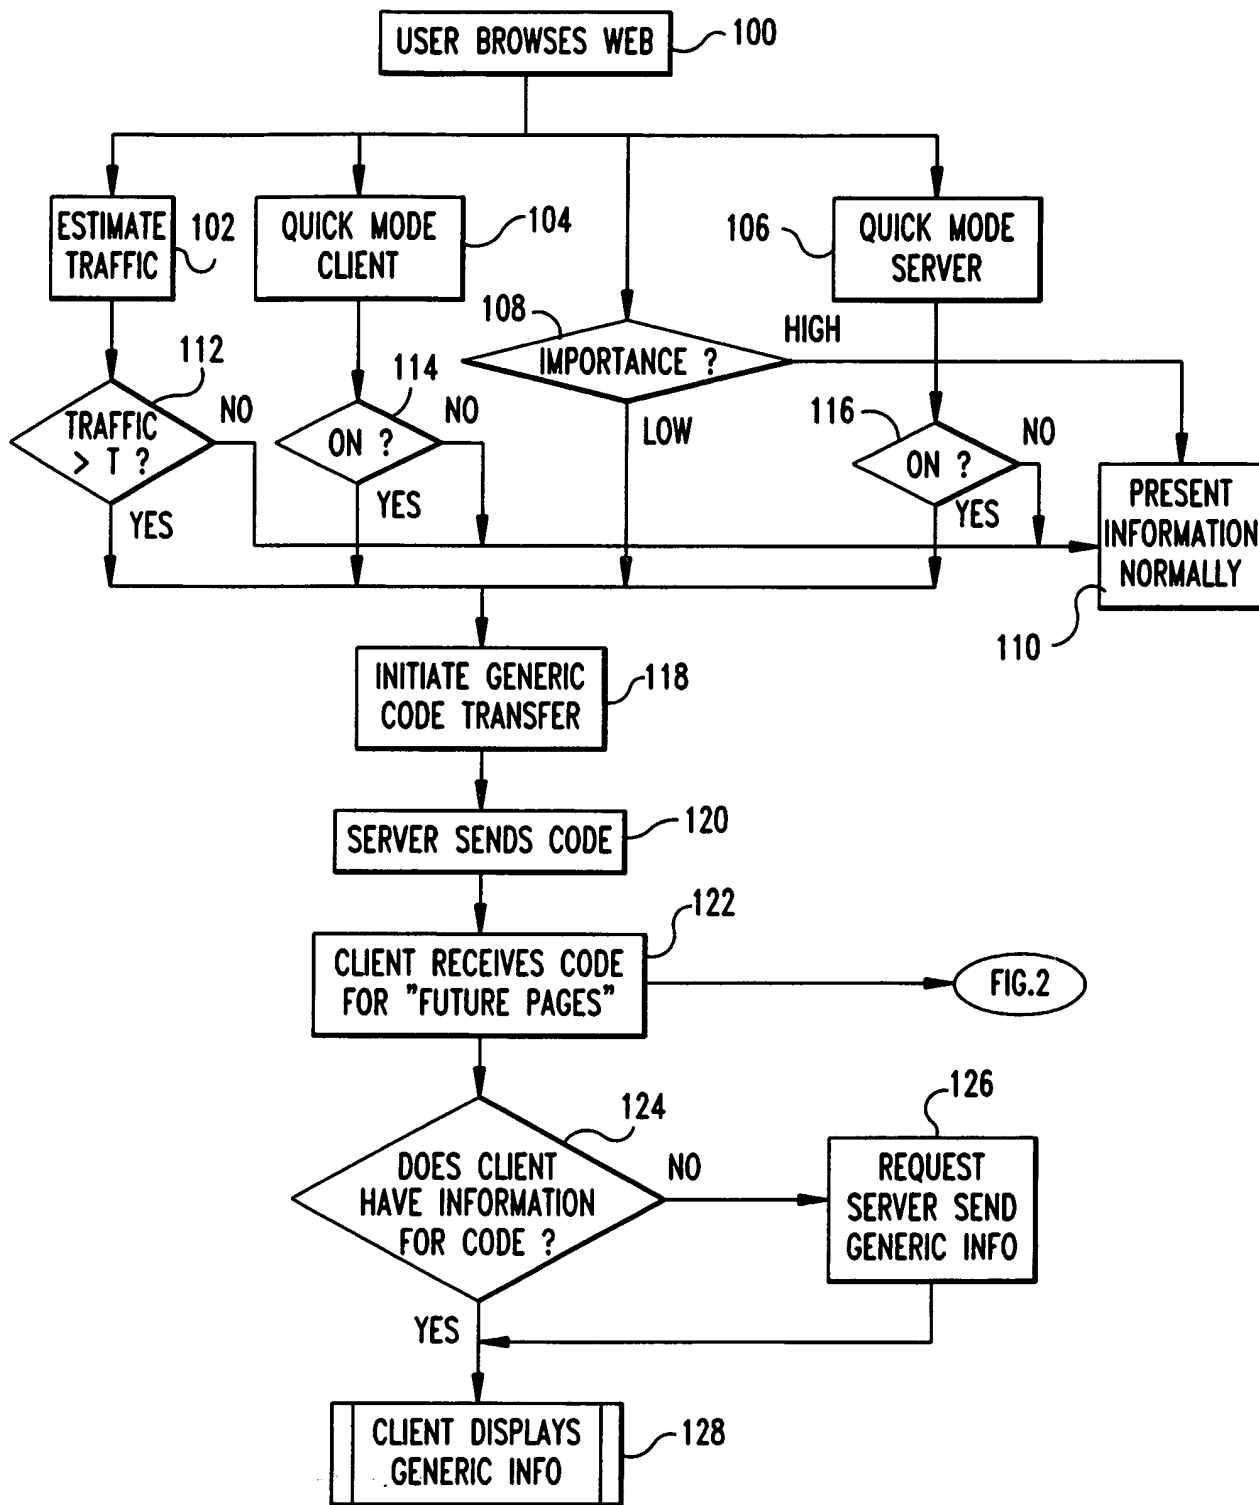 USER BROWSES WEB
100
ESTIMATE
TRAFFIC
102
QUICK MODE
CLIENT
104
106
QUICK MODE
SERVER
108
IMPORTANCE ?
HIGH
LOW
112
TRAFFIC
> T ?
NO
YES
114
ON ?
NO
YES
116
ON ?
NO
YES
PRESENT
INFORMATION
NORMALLY
110
INITIATE GENERIC
CODE TRANSFER
118
SERVER SENDS CODE
120
122
CLIENT RECEIVES CODE
FOR "FUTURE PAGES"
FIG.2
124
DOES CLIENT
HAVE INFORMATION
FOR CODE ?
NO
YES
126
REQUEST
SERVER SEND
GENERIC INFO
CLIENT DISPLAYS
GENERIC INFO
128